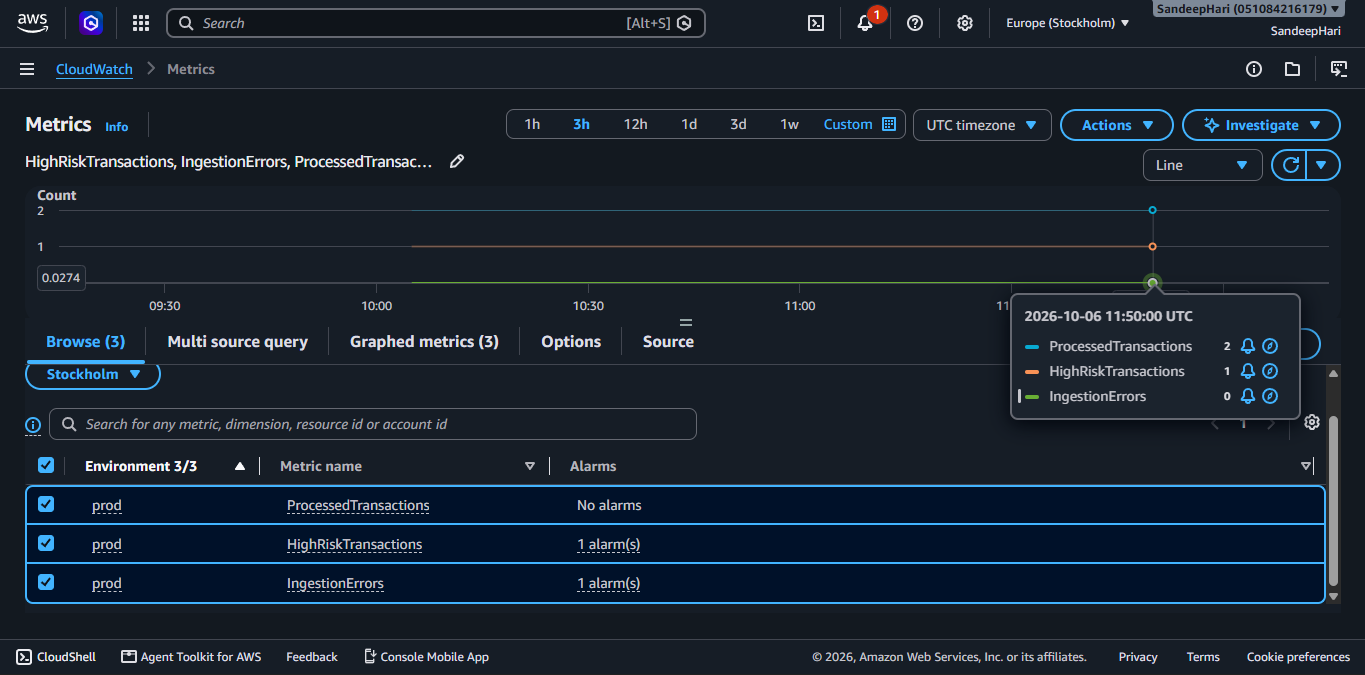 aws
Search [Alt+S]
1
Europe (Stockholm)
SandeepHari (051084216179)
SandeepHari
CloudWatch
Metrics
Metrics Info
1h 3h 12h 1d 3d 1w Custom
UTC timezone
Actions
Investigate
HighRiskTransactions, IngestionErrors, ProcessedTransac...
Line
Count
2
1
0.0274
09:30 10:00 10:30 11:00 11
2026-10-06 11:50:00 UTC
ProcessedTransactions 2
HighRiskTransactions 1
IngestionErrors 0
Browse (3) Multi source query Graphed metrics (3) Options Source
Stockholm
Search for any metric, dimension, resource id or account id
1
Environment 3/3 Metric name Alarms
prod ProcessedTransactions No alarms
prod HighRiskTransactions 1 alarm(s)
prod IngestionErrors 1 alarm(s)
CloudShell Agent Toolkit for AWS Feedback Console Mobile App © 2026, Amazon Web Services, Inc. or its affiliates. Privacy Terms Cookie preferences